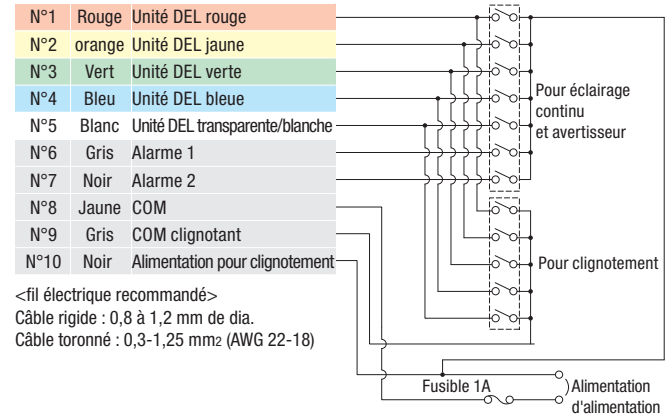 N°1 Rouge Unité DEL rouge
N°2 orange Unité DEL jaune
N°3 Vert Unité DEL verte
N°4 Bleu Unité DEL bleue
N°5 Blanc Unité DEL transparente/blanche
N°6 Gris Alarme 1
N°7 Noir Alarme 2
N°8 Jaune COM
N°9 Gris COM clignotant
N°10 Noir Alimentation pour clignotement
Pour éclairage
continu
et avertisseur
Pour clignotement
<fil électrique recommandé>
Câble rigide : 0,8 à 1,2 mm de dia.
Câble toronné : 0,3-1,25 mm2 (AWG 22-18)
Fusible 1A
Alimentation
d'alimentation